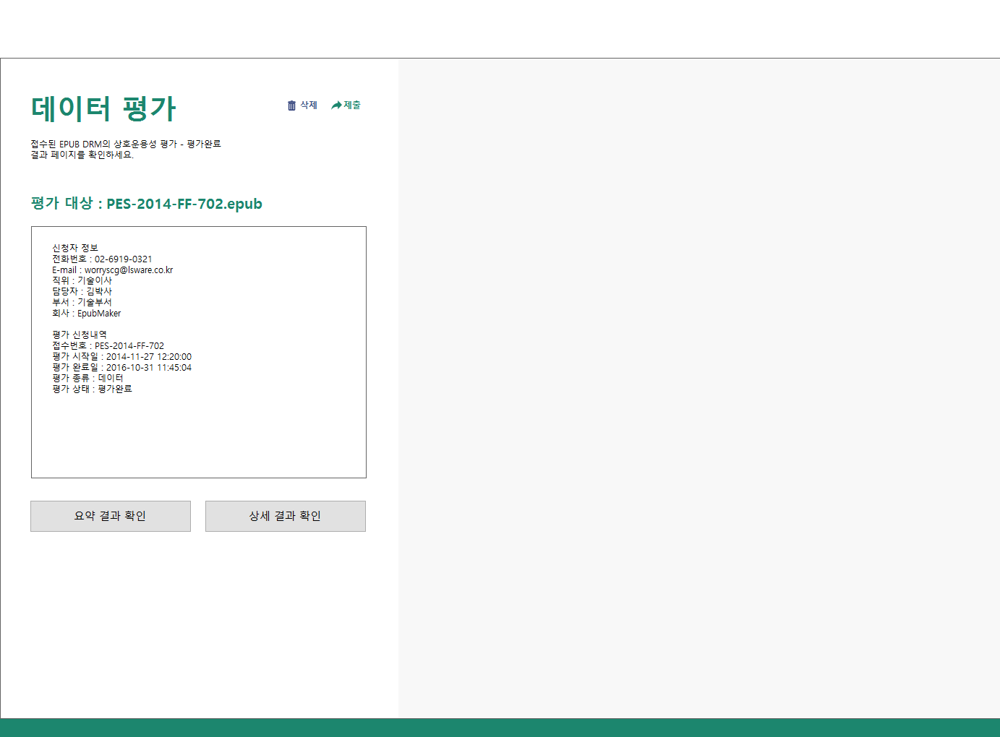 데이터 평가
삭제
제출
접수된 EPUB DRM의 상호운용성 평가 - 평가완료
결과 페이지를 확인하세요.
평가 대상 : PES-2014-FF-702.epub
신청자 정보
전화번호 : 02-6919-0321
E-mail : worryscg@lsware.co.kr
직위 : 기술이사
담당자 : 김박사
부서 : 기술부서
회사 : EpubMaker
평가 신청내역
접수번호 : PES-2014-FF-702
평가 시작일 : 2014-11-27 12:20:00
평가 완료일 : 2016-10-31 11:45:04
평가 종류 : 데이터
평가 상태 : 평가완료
요약 결과 확인
상세 결과 확인